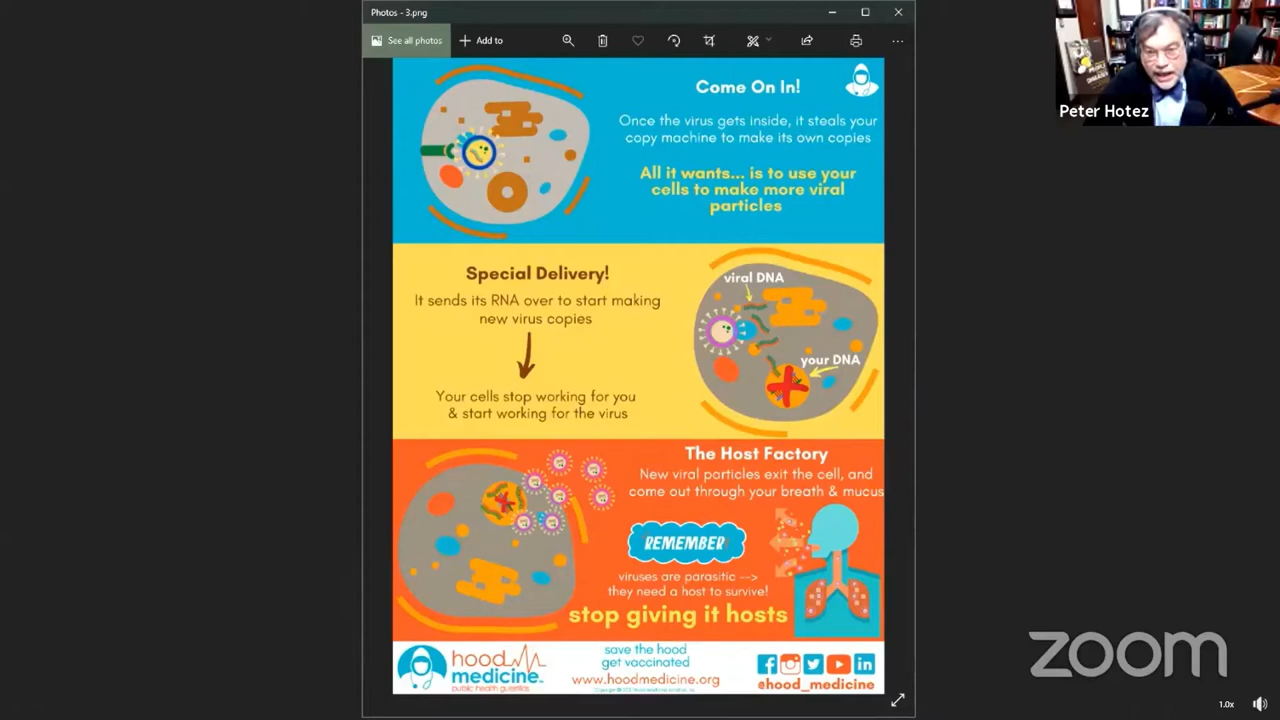 Photos - 3.png
See all photos
Add to
Peter Hotez
Come On In!
Once the virus gets inside, it steals your
copy machine to make its own copies
All it wants... is to use your
cells to make more viral
particles
Special Delivery!
It sends its RNA over to start making
new virus copies
Your cells stop working for you
& start working for the virus
viral DNA
your DNA
The Host Factory
New viral particles exit the cell, and
come out through your breath & mucus
REMEMBER
viruses are parasitic -->
they need a host to survive!
stop giving it hosts
hood
medicine
public health guerillas
save the hood
get vaccinated
www.hoodmedicine.org
@hood_medicine
zoom
1.0x